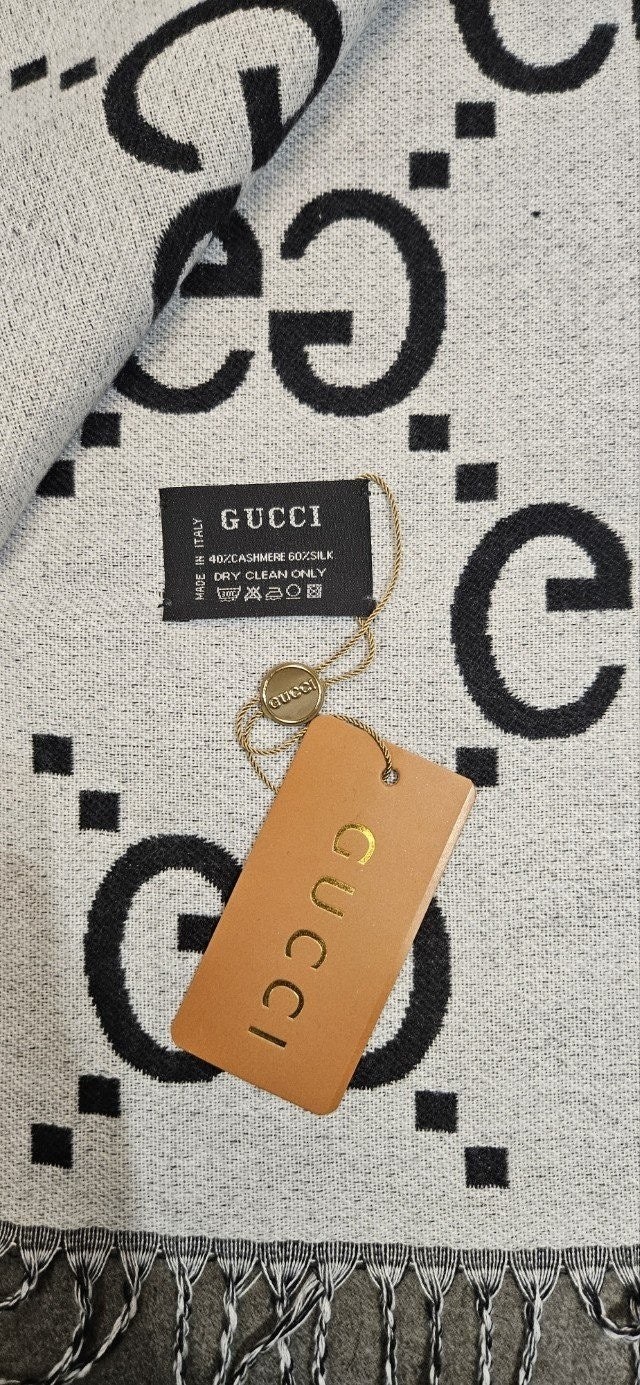 GUCCI
MADE IN ITALY
40%CASHMERE 60%SILK
DRY CLEAN ONLY
GUCCI
GUCCI